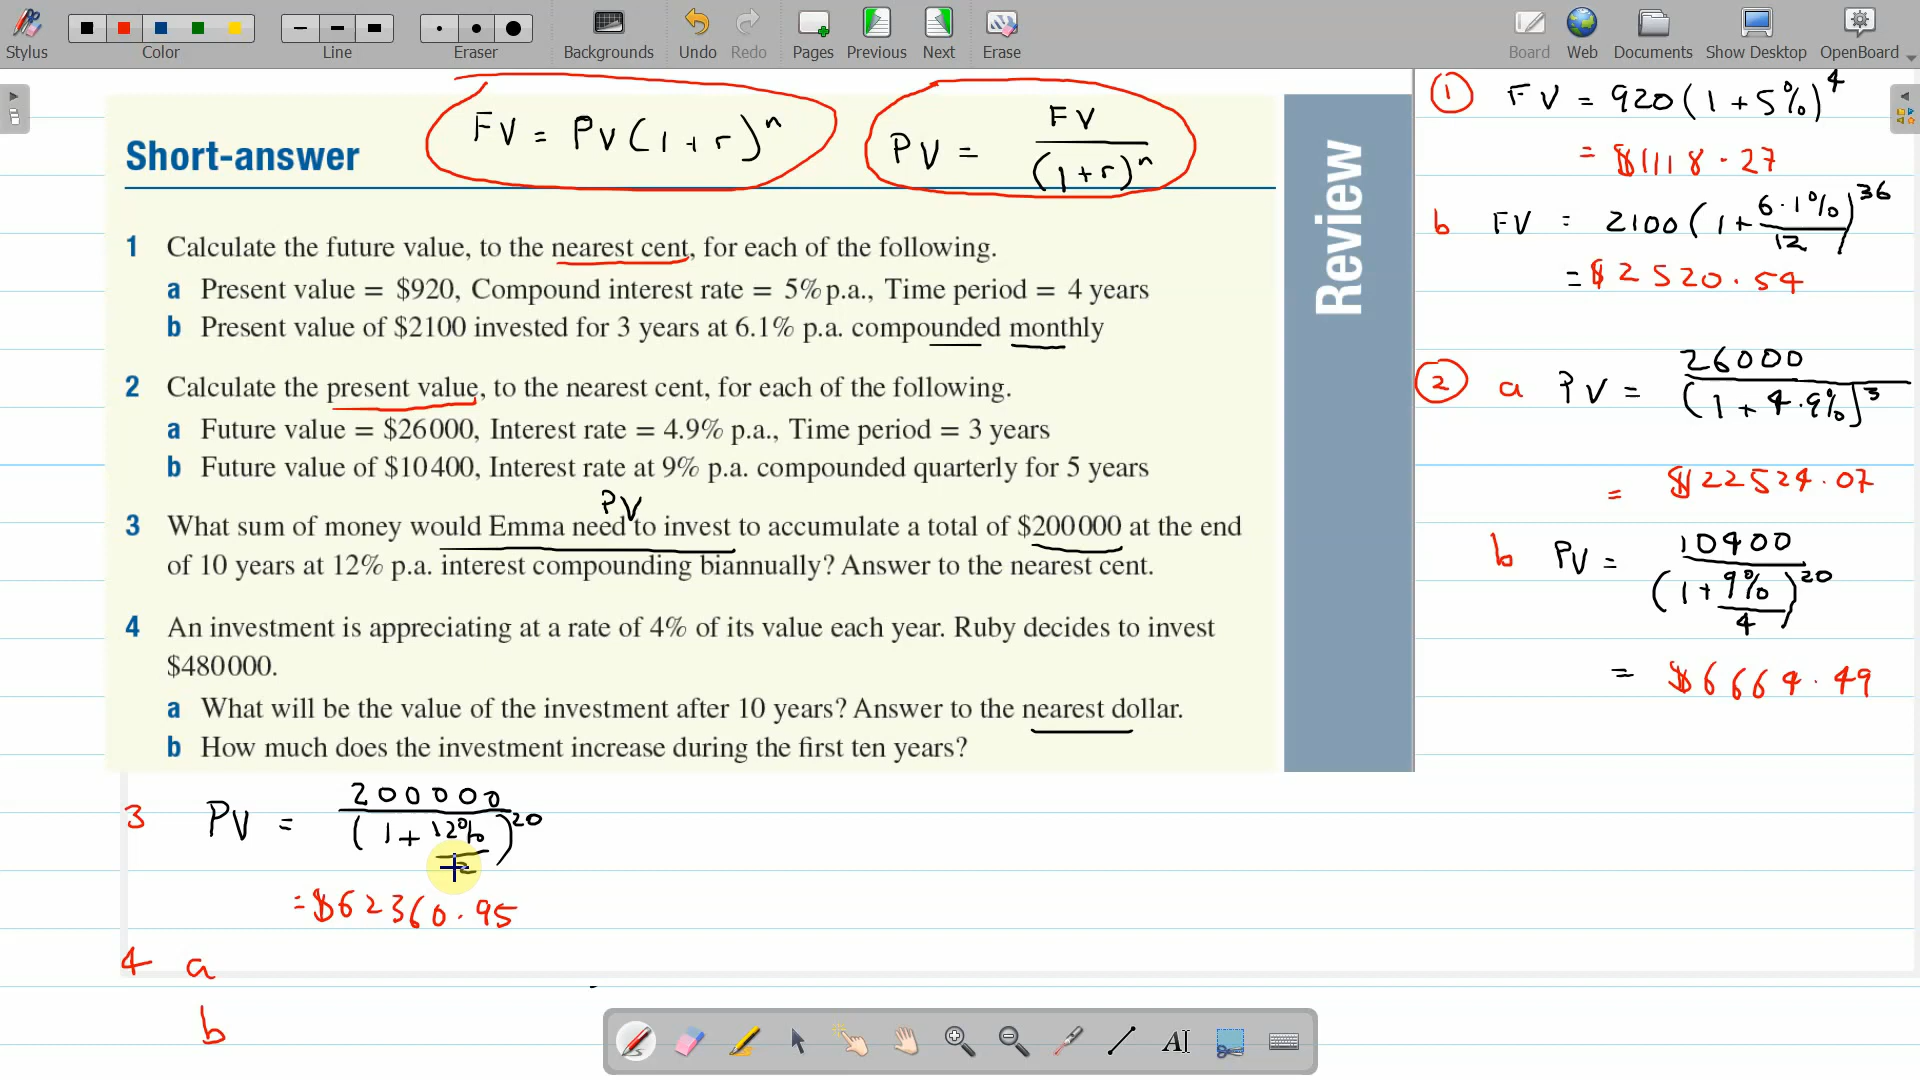 Stylus Color Line Eraser Backgrounds Undo Redo Pages Previous Next Erase Board Web Documents Show Desktop OpenBoard
FV = PV(1+r)^n
PV = FV/(1+r)^n
Short-answer
Review
1 Calculate the future value, to the nearest cent, for each of the following.
a Present value = $920, Compound interest rate = 5% p.a., Time period = 4 years
b Present value of $2100 invested for 3 years at 6.1% p.a. compounded monthly
2 Calculate the present value, to the nearest cent, for each of the following.
a Future value = $26000, Interest rate = 4.9% p.a., Time period = 3 years
b Future value of $10400, Interest rate at 9% p.a. compounded quarterly for 5 years
PV
3 What sum of money would Emma need to invest to accumulate a total of $200000 at the end
of 10 years at 12% p.a. interest compounding biannually? Answer to the nearest cent.
4 An investment is appreciating at a rate of 4% of its value each year. Ruby decides to invest
$480000.
a What will be the value of the investment after 10 years? Answer to the nearest dollar.
b How much does the investment increase during the first ten years?
3 PV = 200000/(1+12%/2)^20
= $62360.95
4 a
b
1 FV = 920(1+5%)^4
= $1118.27
b FV = 2100(1+6.1%/12)^36
= $2520.54
2 a PV = 26000/(1+4.9%)^3
= $22524.07
b PV = 10400/(1+9%/4)^20
= $6664.49
AI